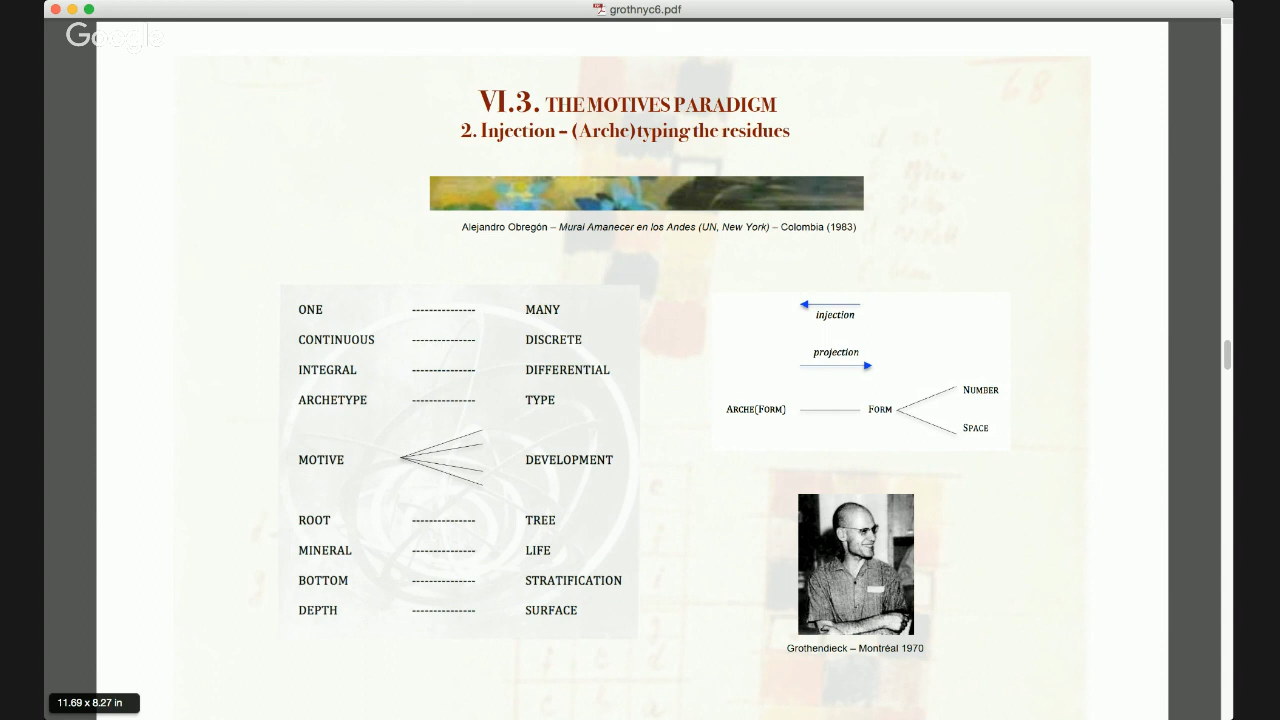 grothnyc6.pdf
Google
VI.3. THE MOTIVES PARADIGM
2. Injection – (Arche)typing the residues
Alejandro Obregón – Mural Amanecer en los Andes (UN, New York) – Colombia (1983)
ONE --------------- MANY
CONTINUOUS --------------- DISCRETE
INTEGRAL --------------- DIFFERENTIAL
ARCHETYPE --------------- TYPE
MOTIVE DEVELOPMENT
ROOT --------------- TREE
MINERAL --------------- LIFE
BOTTOM --------------- STRATIFICATION
DEPTH --------------- SURFACE
injection
projection
ARCHE(FORM) FORM
NUMBER
SPACE
Grothendieck – Montréal 1970
11.69 x 8.27 in